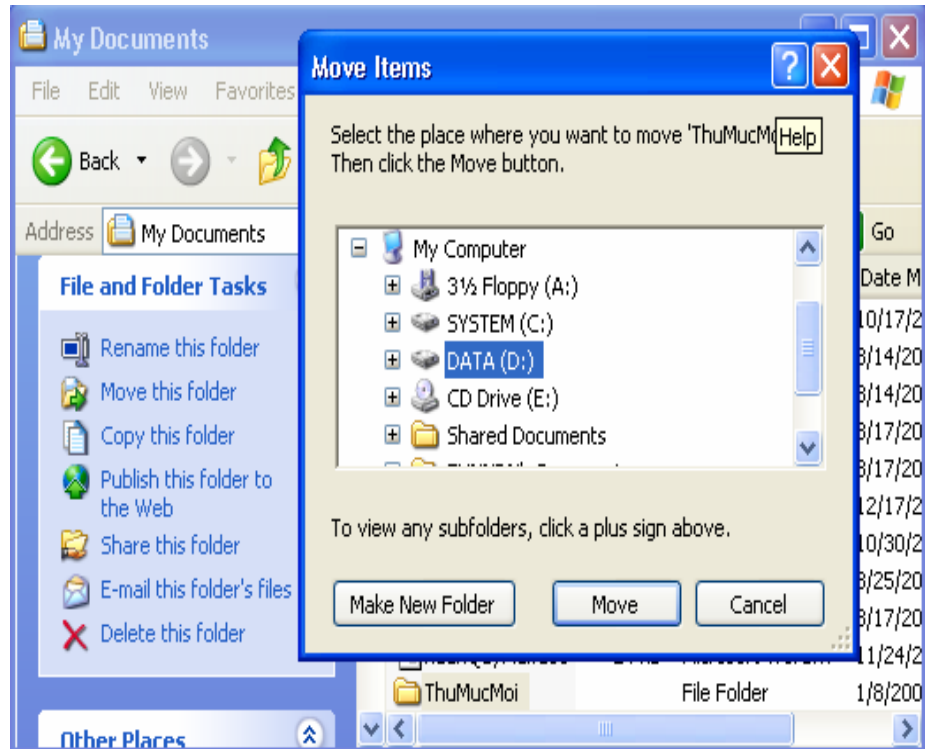 My Documents
File Edit View Favorites
Back
Address My Documents
Go
File and Folder Tasks
Rename this folder
Move this folder
Copy this folder
Publish this folder to
the Web
Share this folder
E-mail this folder's files
Delete this folder
Other Places
Move Items
Select the place where you want to move
Help
Then click the Move button.
My Computer
3½ Floppy (A:)
SYSTEM (C:)
DATA (D:)
CD Drive (E:)
Shared Documents
To view any subfolders, click a plus sign above.
Make New Folder Move Cancel
Date M
10/17/2
8/14/20
8/14/20
8/17/20
8/17/20
12/17/2
10/30/2
8/25/20
8/17/20
11/24/2
ThuMucMoi File Folder 1/8/200